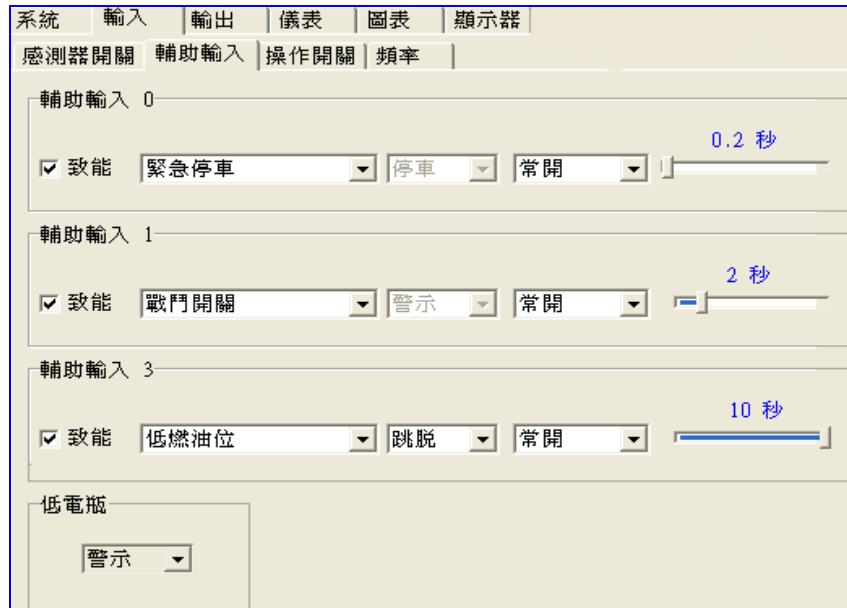 系統 輸入 輸出 儀表 圖表 顯示器
感測器開關 輔助輸入 操作開關 頻率
輔助輸入 0
0.2 秒
致能 緊急停車 停車 常開
輔助輸入 1
2 秒
致能 戰鬥開關 警示 常開
輔助輸入 3
10 秒
致能 低燃油位 跳脫 常開
低電瓶
警示